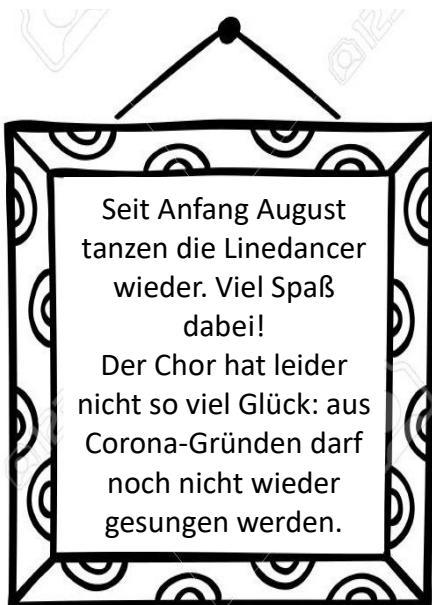 Seit Anfang August
tanzen die Linedancer
wieder. Viel Spaß
dabei!
Der Chor hat leider
nicht so viel Glück: aus
Corona-Gründen darf
noch nicht wieder
gesungen werden.